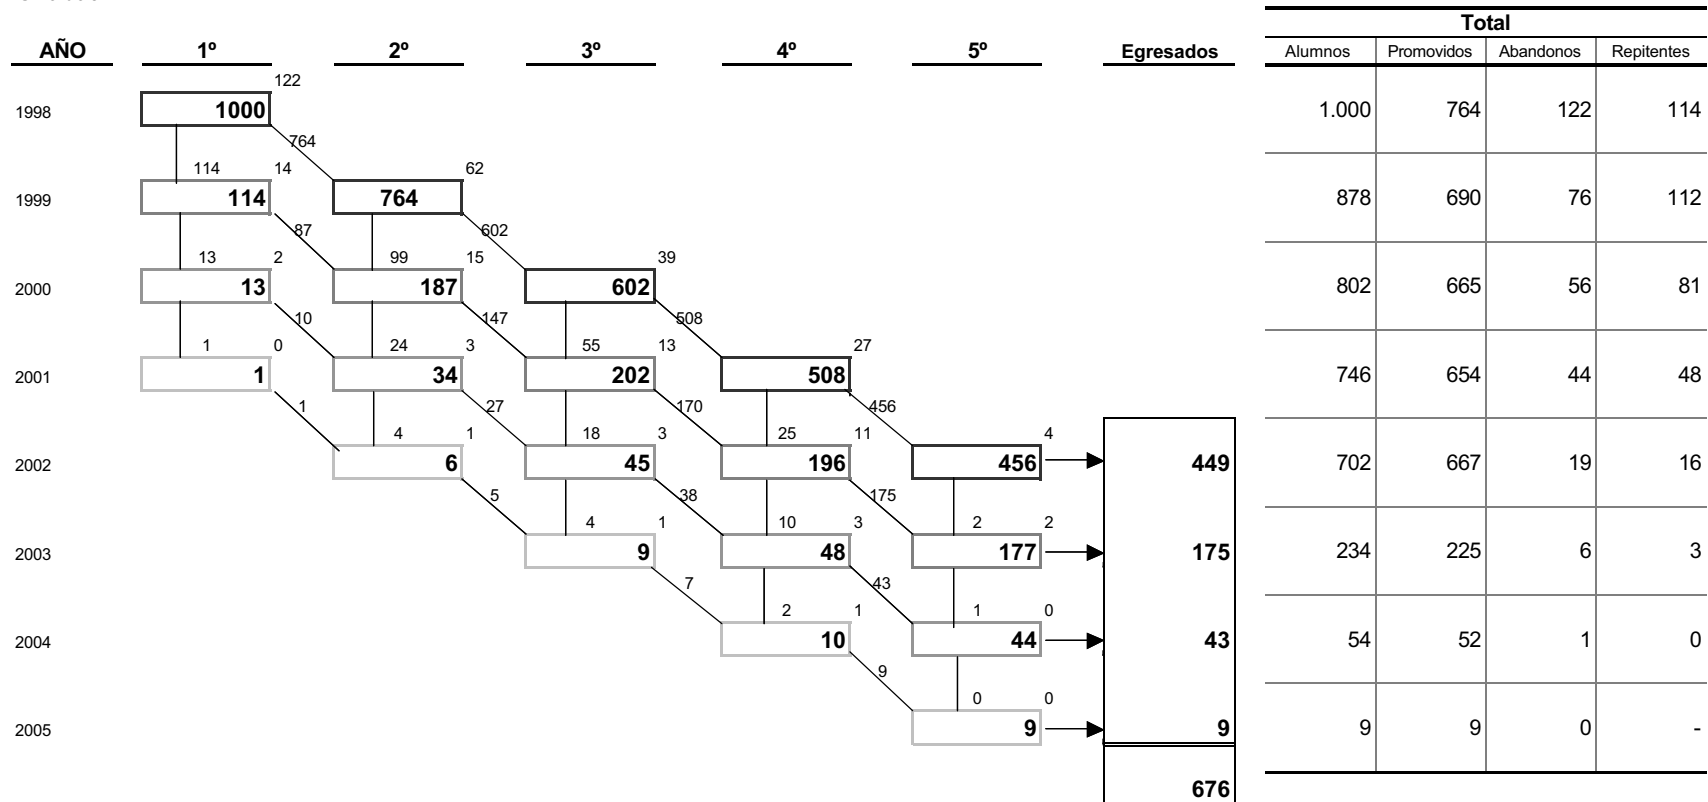 Total
AÑO 1º 2º 3º 4º 5º Egresados Alumnos Promovidos Abandonos Repitentes
122
1998 1000 1.000 764 122 114
764
114 14 62
1999 114 764 878 690 76 112
87 602
13 2 99 15 39
2000 13 187 602 802 665 56 81
10 147 508
1 0 24 3 55 13 27
2001 1 34 202 508 746 654 44 48
1 27 170 456
4 1 18 3 25 11 4
2002 6 45 196 456 449 702 667 19 16
5 38 175
4 1 10 3 2 2
2003 9 48 177 175 234 225 6 3
7 43
2 1 1 0
2004 10 44 43 54 52 1 0
9
0 0
2005 9 9 9 9 0 -
676